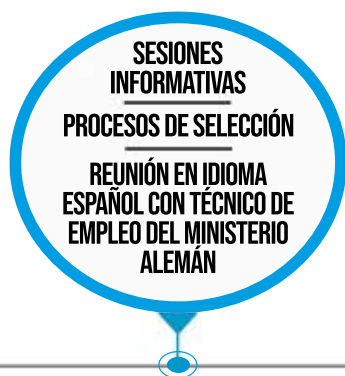 SESIONES
INFORMATIVAS
PROCESOS DE SELECCIÓN
REUNIÓN EN IDIOMA
ESPAÑOL CON TÉCNICO DE
EMPLEO DEL MINISTERIO
ALEMÁN